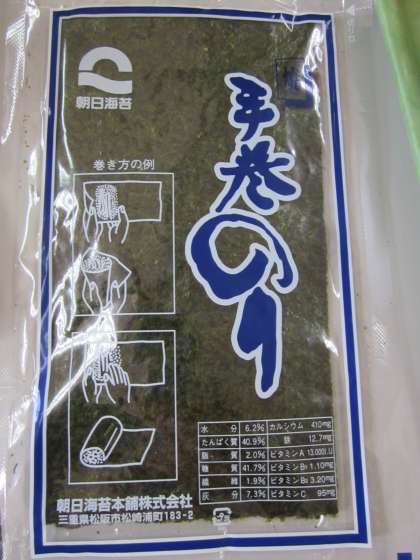 朝日海苔
手巻のり
巻き方の例
水分 6.2% カルシウム 410mg
たんぱく質 40.9% 鉄 12.7mg
脂質 2.0% ビタミンA 13,000I.U
糖質 41.7% ビタミンB₁ 1.10mg
繊維 1.9% ビタミンB₂ 3.20mg
灰分 7.3% ビタミンC 95mg
朝日海苔本舗株式会社
三重県松阪市松崎浦町183-2